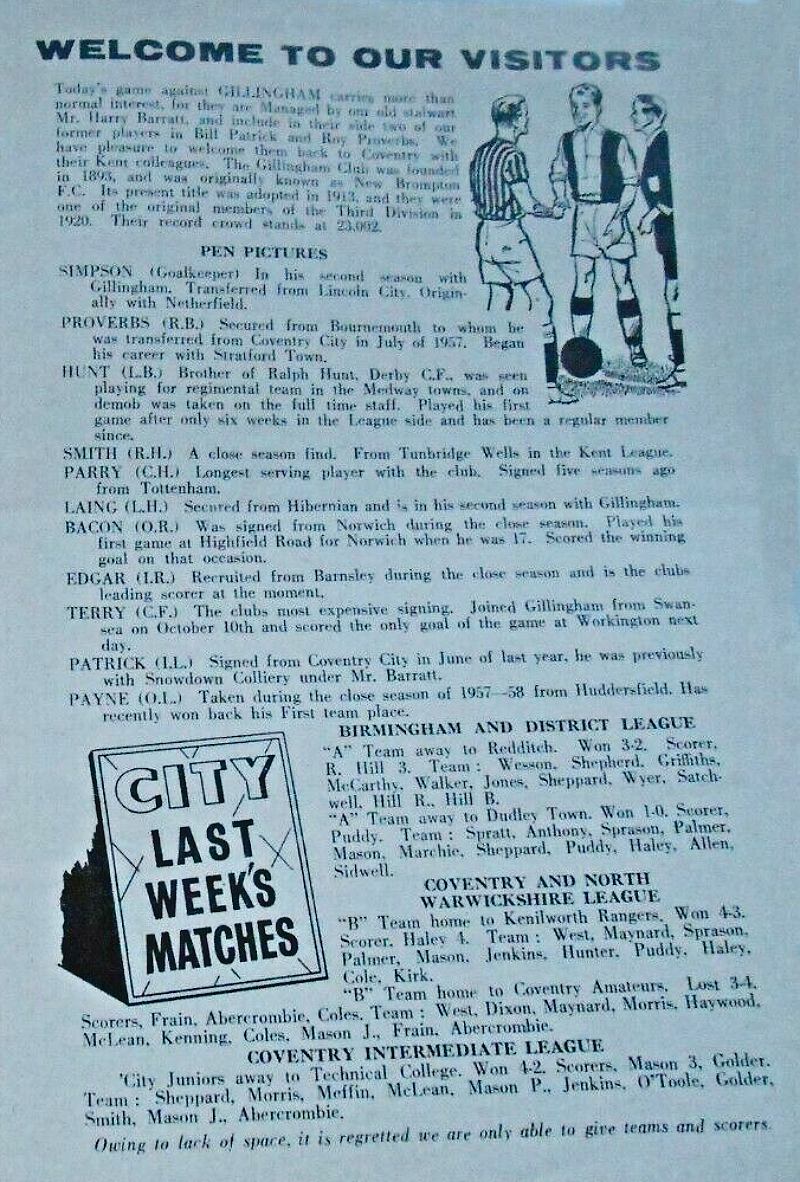 WELCOME TO OUR VISITORS
Today's game against GILLINGHAM carries more than
normal interest, for they are Managed by our old stalwart
Mr. Harry Barratt, and include in their side two of our
former players in Bill Patrick and Roy Proverbs. We
have pleasure to welcome them back to Coventry with
their Kent colleagues. The Gillingham Club was founded
in 1893, and was originally known as New Brompton
F.C. Its present title was adopted in 1913, and they were
one of the original members of the Third Division in
1920. Their record crowd stands at 23,002.
PEN PICTURES
SIMPSON (Goalkeeper) In his second season with
Gillingham. Transferred from Lincoln City. Origin-
ally with Netherfield.
PROVERBS (R.B.) Secured from Bournemouth to whom he
was transferred from Coventry City in July of 1957. Began
his career with Stratford Town.
HUNT (L.B.) Brother of Ralph Hunt, Derby C.F., was seen
playing for regimental team in the Medway towns, and on
demob was taken on the full time staff. Played his first
game after only six weeks in the League side and has been a regular member
since.
SMITH (R.H.) A close season find. From Tunbridge Wells in the Kent League.
PARRY (C.H.) Longest serving player with the club. Signed five seasons ago
from Tottenham.
LAING (L.H.) Secured from Hibernian and is in his second season with Gillingham.
BACON (O.R.) Was signed from Norwich during the close season. Played his
first game at Highfield Road for Norwich when he was 17. Scored the winning
goal on that occasion.
EDGAR (I.R.) Recruited from Barnsley during the close season and is the clubs
leading scorer at the moment.
TERRY (C.F.) The clubs most expensive signing. Joined Gillingham from Swan-
sea on October 10th and scored the only goal of the game at Workington next
day.
PATRICK (I.L.) Signed from Coventry City in June of last year, he was previously
with Snowdown Colliery under Mr. Barratt.
PAYNE (O.L.) Taken during the close season of 1957—58 from Huddersfield. Has
recently won back his First team place.
CITY
LAST
WEEK'S
MATCHES
BIRMINGHAM AND DISTRICT LEAGUE
"A" Team away to Redditch. Won 3-2. Scorer,
R. Hill 3. Team : Wesson, Shepherd, Griffiths,
McCarthy, Walker, Jones, Sheppard, Wyer, Satch-
well, Hill R., Hill B.
"A" Team away to Dudley Town. Won 1-0. Scorer,
Puddy. Team : Spratt, Anthony, Sprason, Palmer,
Mason, Marchie, Sheppard, Puddy, Haley, Allen,
Sidwell.
COVENTRY AND NORTH
WARWICKSHIRE LEAGUE
"B" Team home to Kenilworth Rangers. Won 4-3.
Scorer, Haley 4. Team : West, Maynard, Sprason,
Palmer, Mason, Jenkins, Hunter, Puddy, Haley,
Cole, Kirk.
"B" Team home to Coventry Amateurs. Lost 3-4.
Scorers, Frain, Abercrombie, Coles. Team : West, Dixon, Maynard, Morris, Haywood,
McLean, Kenning, Coles, Mason J., Frain, Abercrombie.
COVENTRY INTERMEDIATE LEAGUE
'City Juniors away to Technical College. Won 4-2. Scorers, Mason 3, Golder.
Team : Sheppard, Morris, Meffin, McLean, Mason P., Jenkins, O'Toole, Golder,
Smith, Mason J., Abercrombie.
Owing to lack of space, it is regretted we are only able to give teams and scorers.